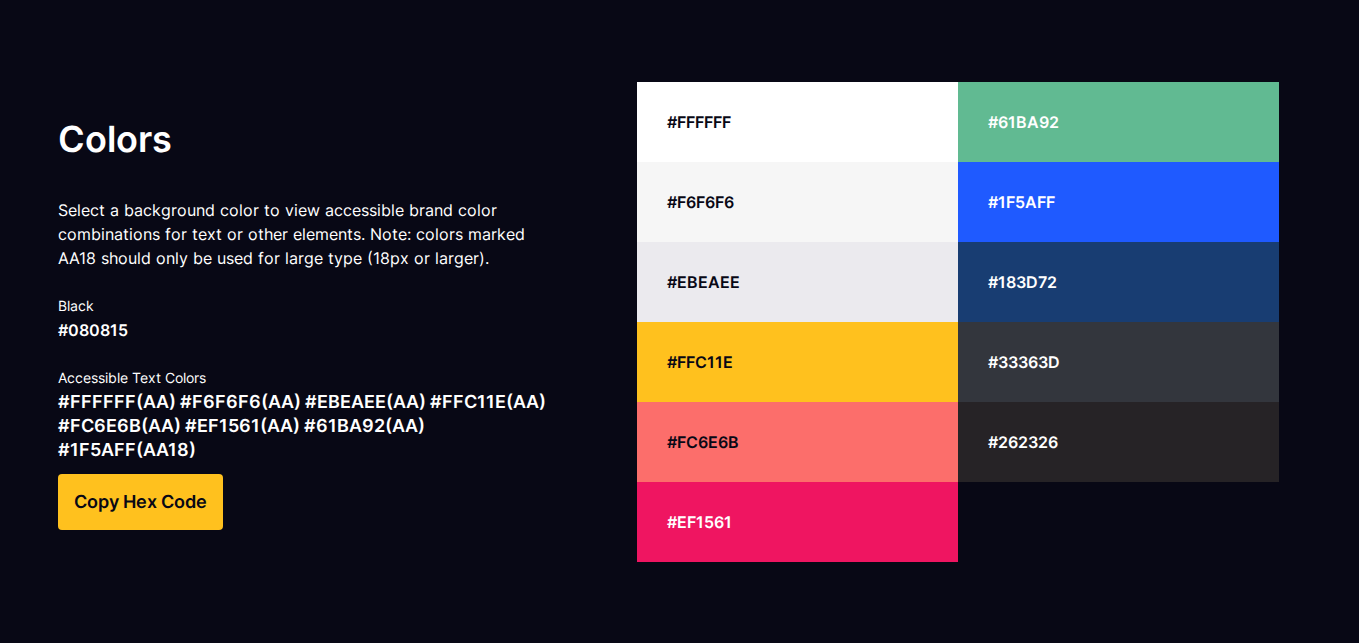 Colors
Select a background color to view accessible brand color
combinations for text or other elements. Note: colors marked
AA18 should only be used for large type (18px or larger).
Black
#080815
Accessible Text Colors
#FFFFFF(AA) #F6F6F6(AA) #EBEAEE(AA) #FFC11E(AA)
#FC6E6B(AA) #EF1561(AA) #61BA92(AA)
#1F5AFF(AA18)
Copy Hex Code
#FFFFFF
#61BA92
#F6F6F6
#1F5AFF
#EBEAEE
#183D72
#FFC11E
#33363D
#FC6E6B
#262326
#EF1561